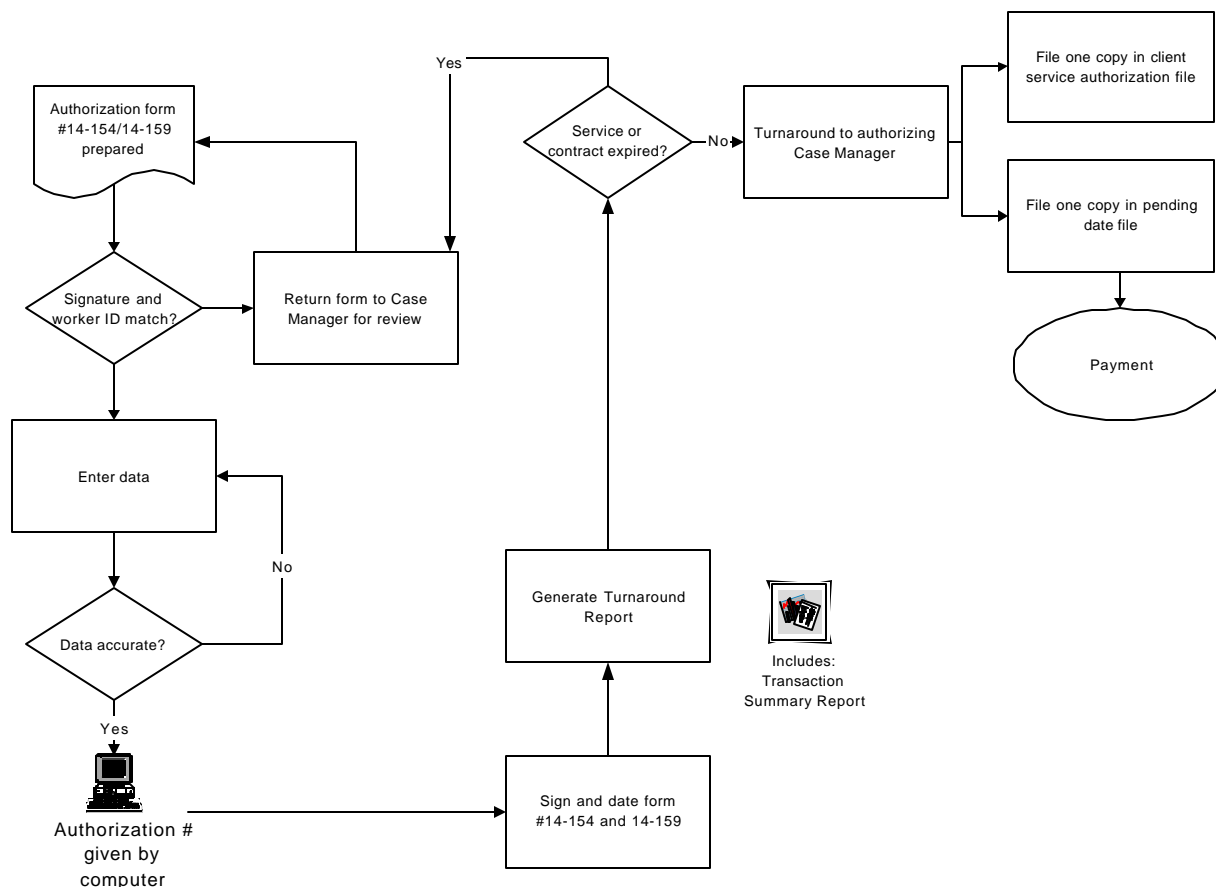 Authorization form
#14-154/14-159
prepared
Signature and
worker ID match?
Return form to Case
Manager for review
Enter data
No
Data accurate?
Yes
Authorization #
given by
computer
Sign and date form
#14-154 and 14-159
Generate Turnaround
Report
Includes:
Transaction
Summary Report
Service or
contract expired?
Yes
No
Turnaround to authorizing
Case Manager
File one copy in client
service authorization file
File one copy in pending
date file
Payment